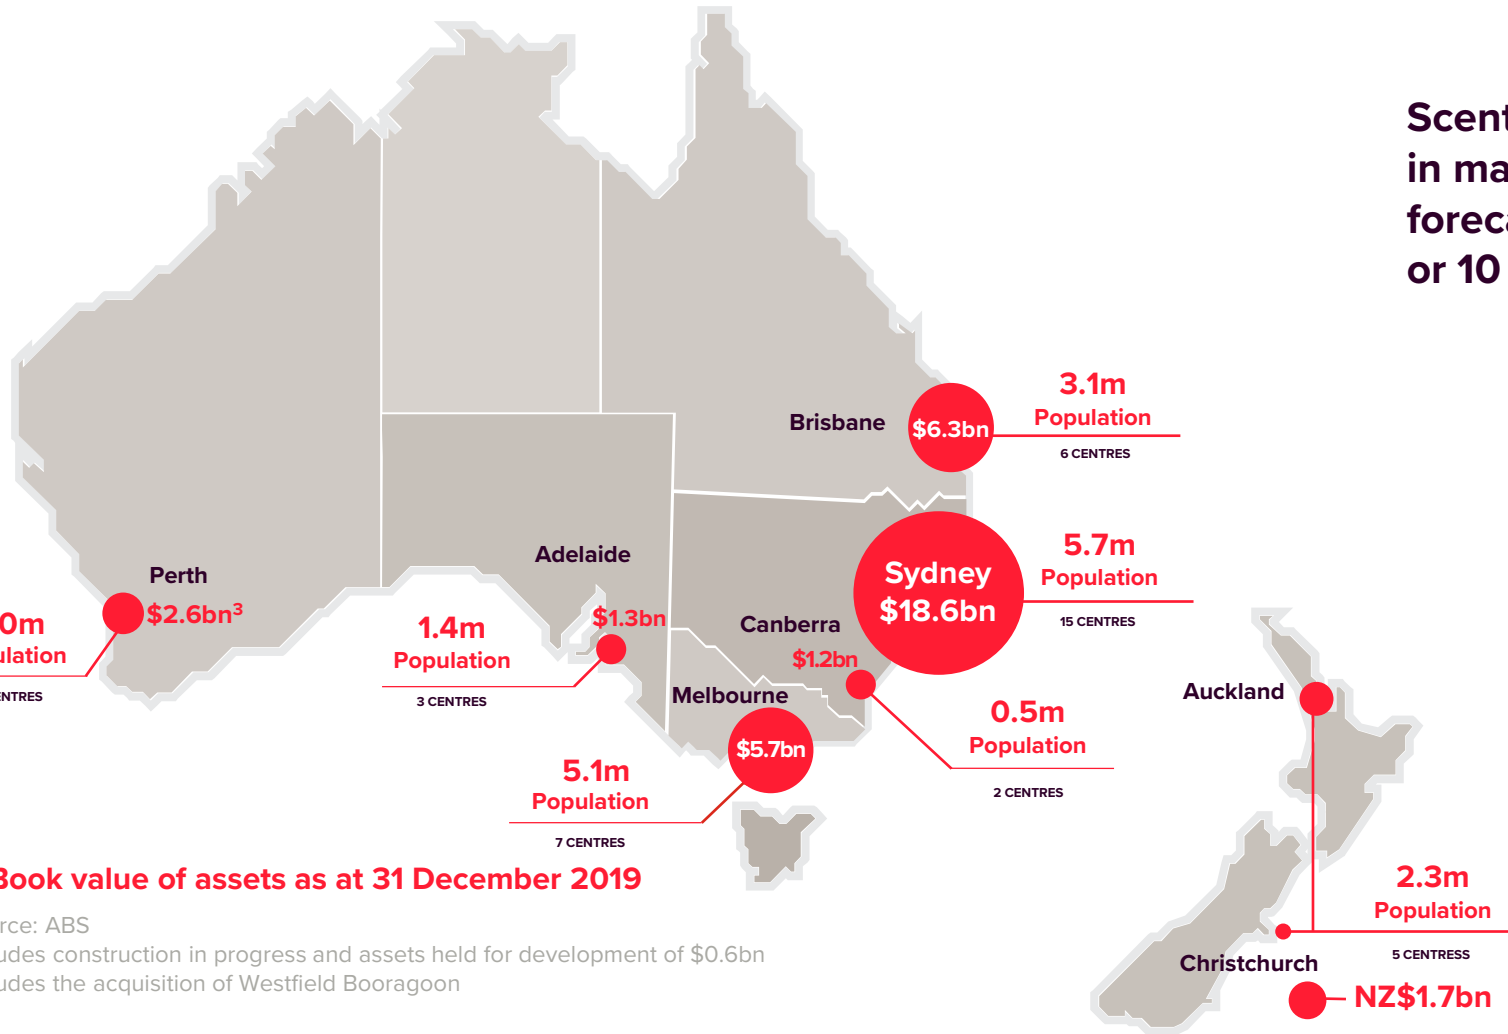 Scent
in ma
foreca
or 10
3.1m
Population
6 CENTRES
Brisbane
$6.3bn
5.7m
Population
15 CENTRES
Sydney
$18.6bn
Adelaide
$1.3bn
1.4m
Population
3 CENTRES
Perth
$2.6bn³
0m
ulation
ENTRES
Canberra
$1.2bn
0.5m
Population
2 CENTRES
Melbourne
$5.7bn
5.1m
Population
7 CENTRES
Auckland
2.3m
Population
5 CENTRESS
Christchurch
NZ$1.7bn
Book value of assets as at 31 December 2019
rce: ABS
udes construction in progress and assets held for development of $0.6bn
udes the acquisition of Westfield Booragoon